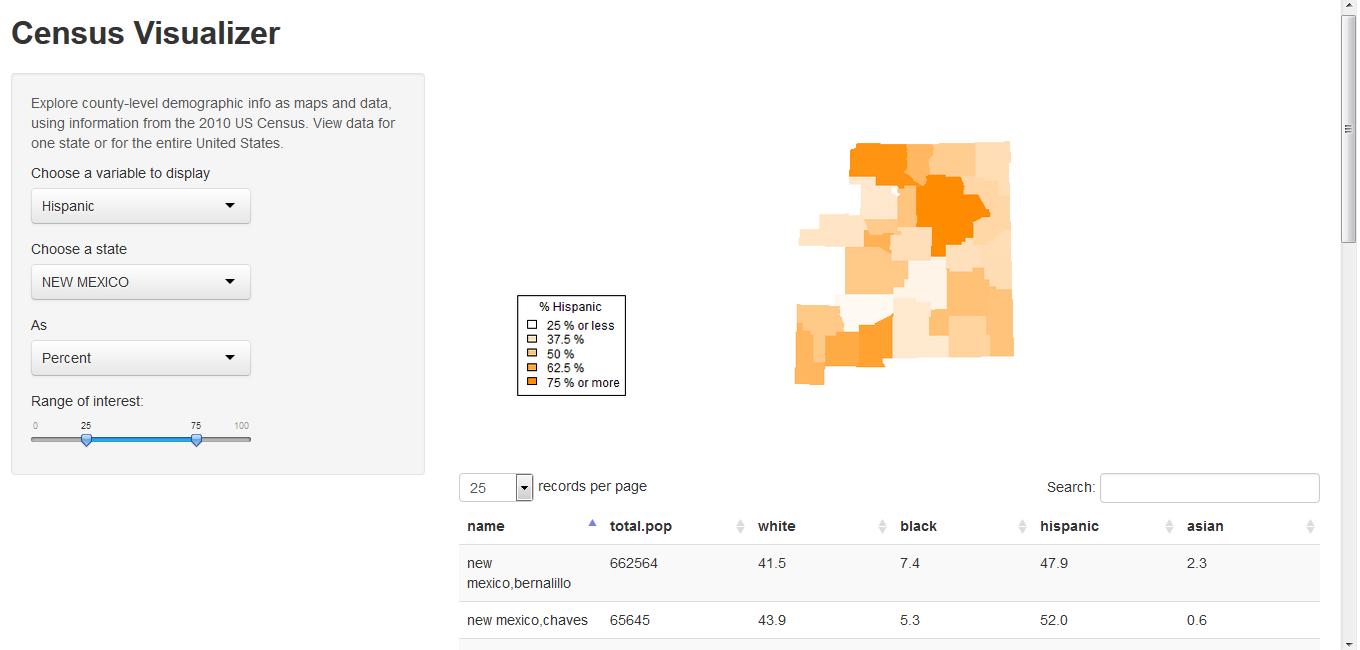 Census Visualizer
Explore county-level demographic info as maps and data,
using information from the 2010 US Census. View data for
one state or for the entire United States.
Choose a variable to display
Hispanic
Choose a state
NEW MEXICO
As
Percent
Range of interest:
0 25 75 100
% Hispanic
25 % or less
37.5 %
50 %
62.5 %
75 % or more
25 records per page Search:
name total.pop white black hispanic asian
new 662564 41.5 7.4 47.9 2.3
mexico,bernalillo
new mexico,chaves 65645 43.9 5.3 52.0 0.6